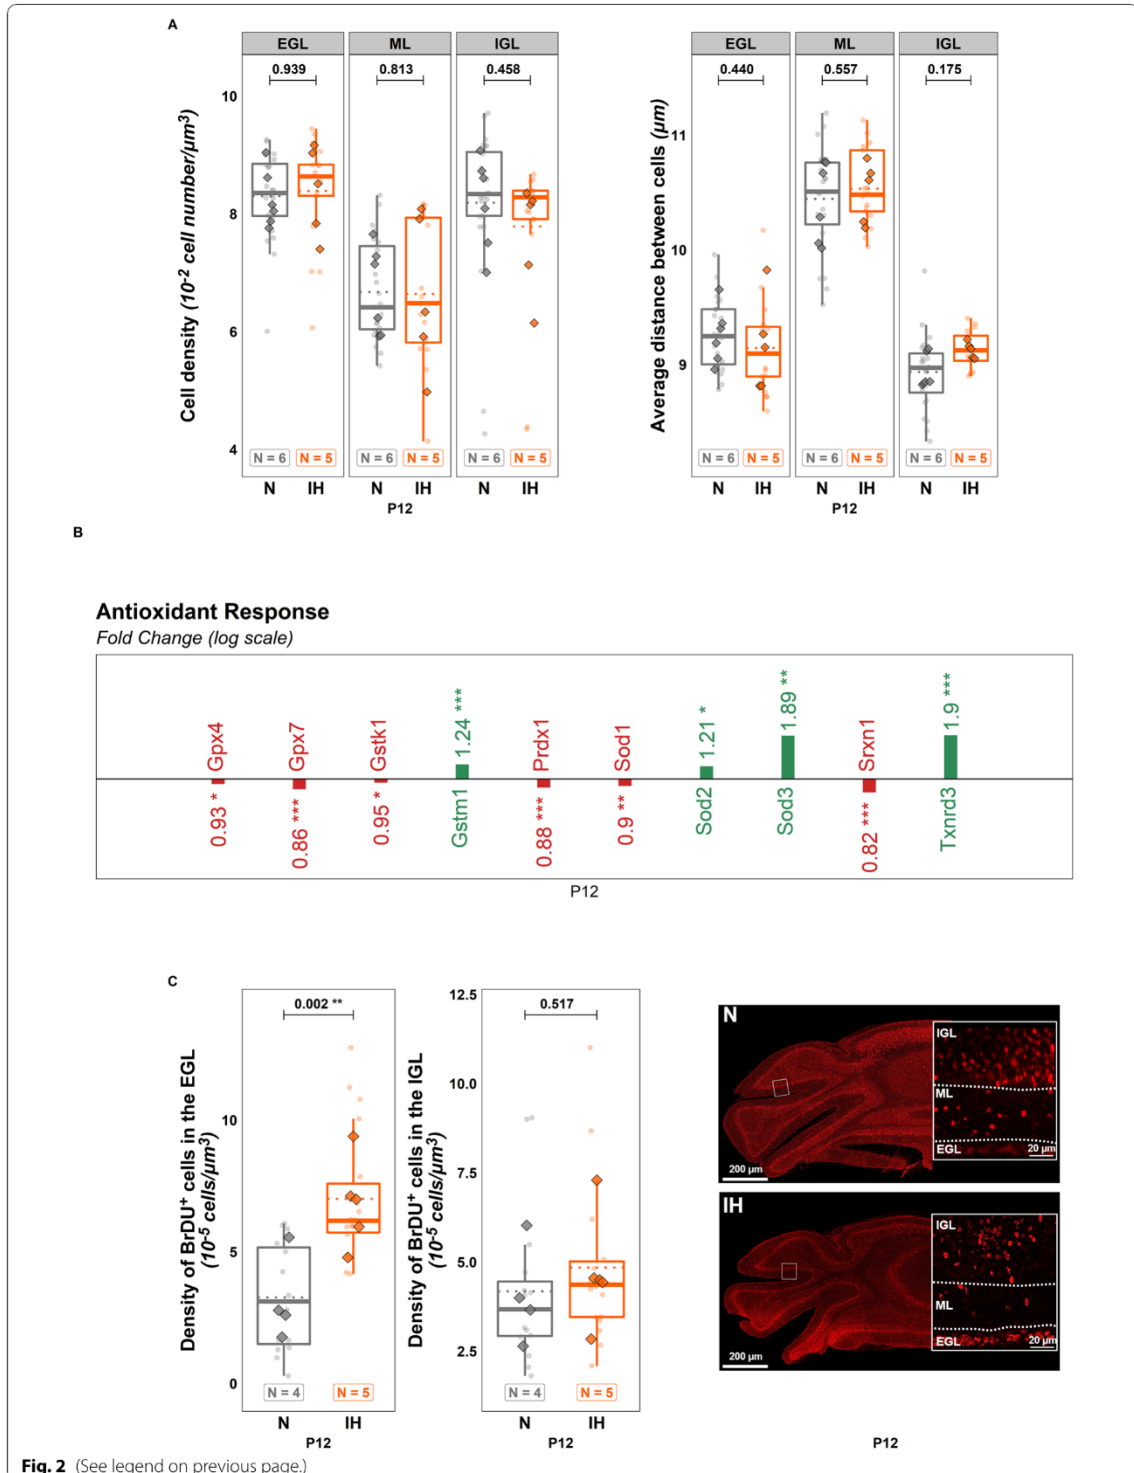 A
EGL ML IGL
0.939 0.813 0.458
Cell density (10-2 cell number/µm3)
10
8
6
4
N = 6 N = 5 N = 6 N = 5 N = 6 N = 5
N IH N IH N IH
P12
EGL ML IGL
0.440 0.557 0.175
Average distance between cells (µm)
11
10
9
N = 6 N = 5 N = 6 N = 5 N = 6 N = 5
N IH N IH N IH
P12
B
Antioxidant Response
Fold Change (log scale)
Gpx4 0.93 *
Gpx7 0.86 ***
Gstk1 0.95 *
Gstm1 1.24 ***
Prdx1 0.88 ***
Sod1 0.9 **
Sod2 1.21 *
Sod3 1.89 **
Srxn1 0.82 ***
Txnrd3 1.9 ***
P12
C
0.002 **
Density of BrDU+ cells in the EGL
(10-5 cells/µm3)
10
5
0
N = 4 N = 5
N IH
P12
0.517
Density of BrDU+ cells in the IGL
(10-5 cells/µm3)
12.5
10.0
7.5
5.0
2.5
N = 4 N = 5
N IH
P12
N
IGL
ML
EGL
20 µm
200 µm
IH
IGL
ML
EGL
20 µm
200 µm
P12
Fig. 2 (See legend on previous page.)